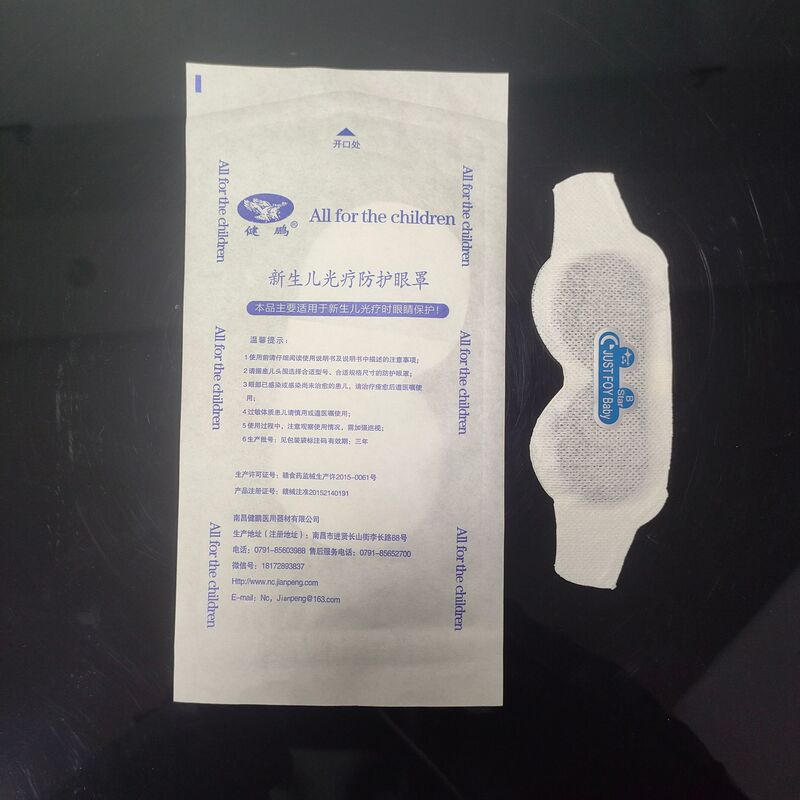 开口处
All for the children
All for the children
健鹏®
All for the children
新生儿光疗防护眼罩
本品主要适用于新生儿光疗时眼睛保护！
温馨提示：
1 使用前请仔细阅读使用说明书及说明书中描述的注意事项；
2 请据患儿头围选择合适型号、合适规格尺寸的防护眼罩；
3 眼部已感染或感染尚未治愈的患儿，请治疗痊愈后遵医嘱使
用；
4 过敏体质患儿请慎用或遵医嘱使用；
5 使用过程中，注意观察使用情况，需加强巡视；
6 生产批号：见包装袋标注码有效期：三年
All for the children
All for the children
生产许可证号：赣食药监械生产许2015-0061号
产品注册证号：赣械注准20152140191
南昌健鹏医用器材有限公司
生产地址（注册地址）：南昌市进贤长山街李长路88号
电话：0791-85603988 售后服务电话：0791-85652700
微信号：18172893837
Http://www.nc.jianpeng.com
E-mail：Nc，Jianpeng@163.com
All for the children
All for the children
B
Star
JUST FOY Baby